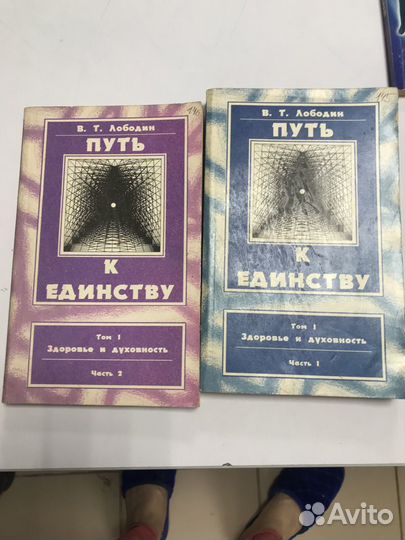 В. Т. Лободин
ПУТЬ
К
ЕДИНСТВУ
Том 1
Здоровье и духовность
Часть 2
В. Т. Лободин
ПУТЬ
К
ЕДИНСТВУ
Том 1
Здоровье и духовность
Часть 1
Avito